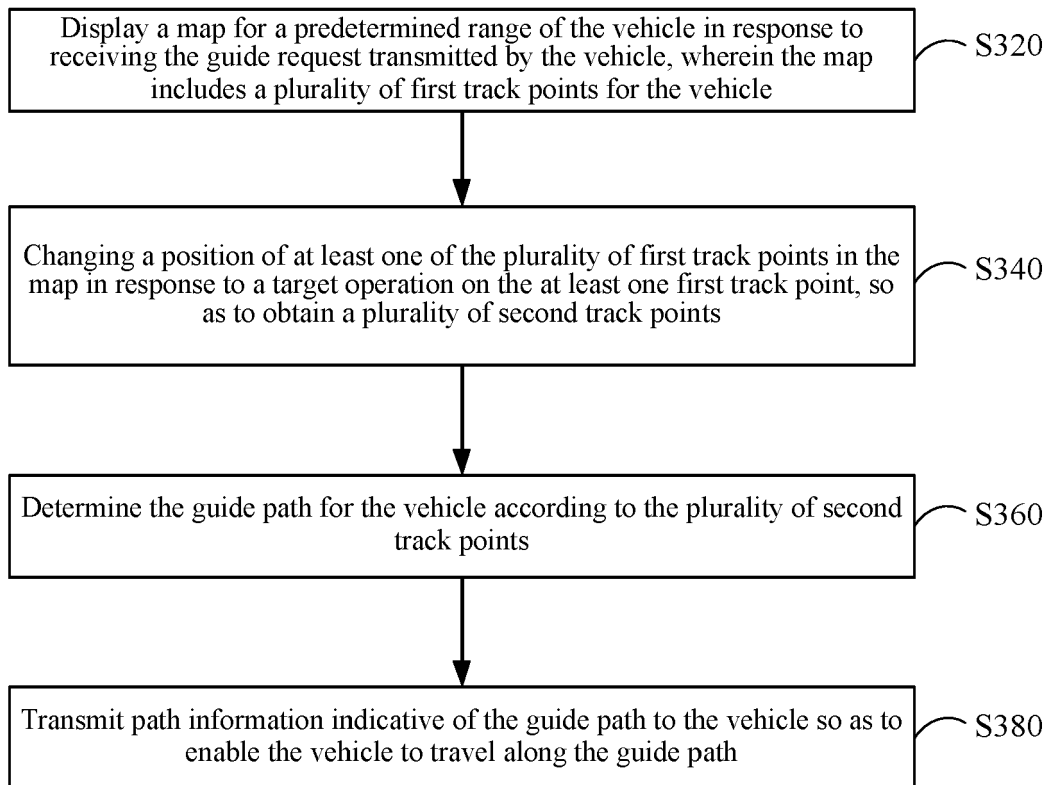 Display a map for a predetermined range of the vehicle in response to
receiving the guide request transmitted by the vehicle, wherein the map
includes a plurality of first track points for the vehicle
S320
Changing a position of at least one of the plurality of first track points in the
map in response to a target operation on the at least one first track point, so
as to obtain a plurality of second track points
S340
Determine the guide path for the vehicle according to the plurality of second
track points
S360
Transmit path information indicative of the guide path to the vehicle so as to
enable the vehicle to travel along the guide path
S380